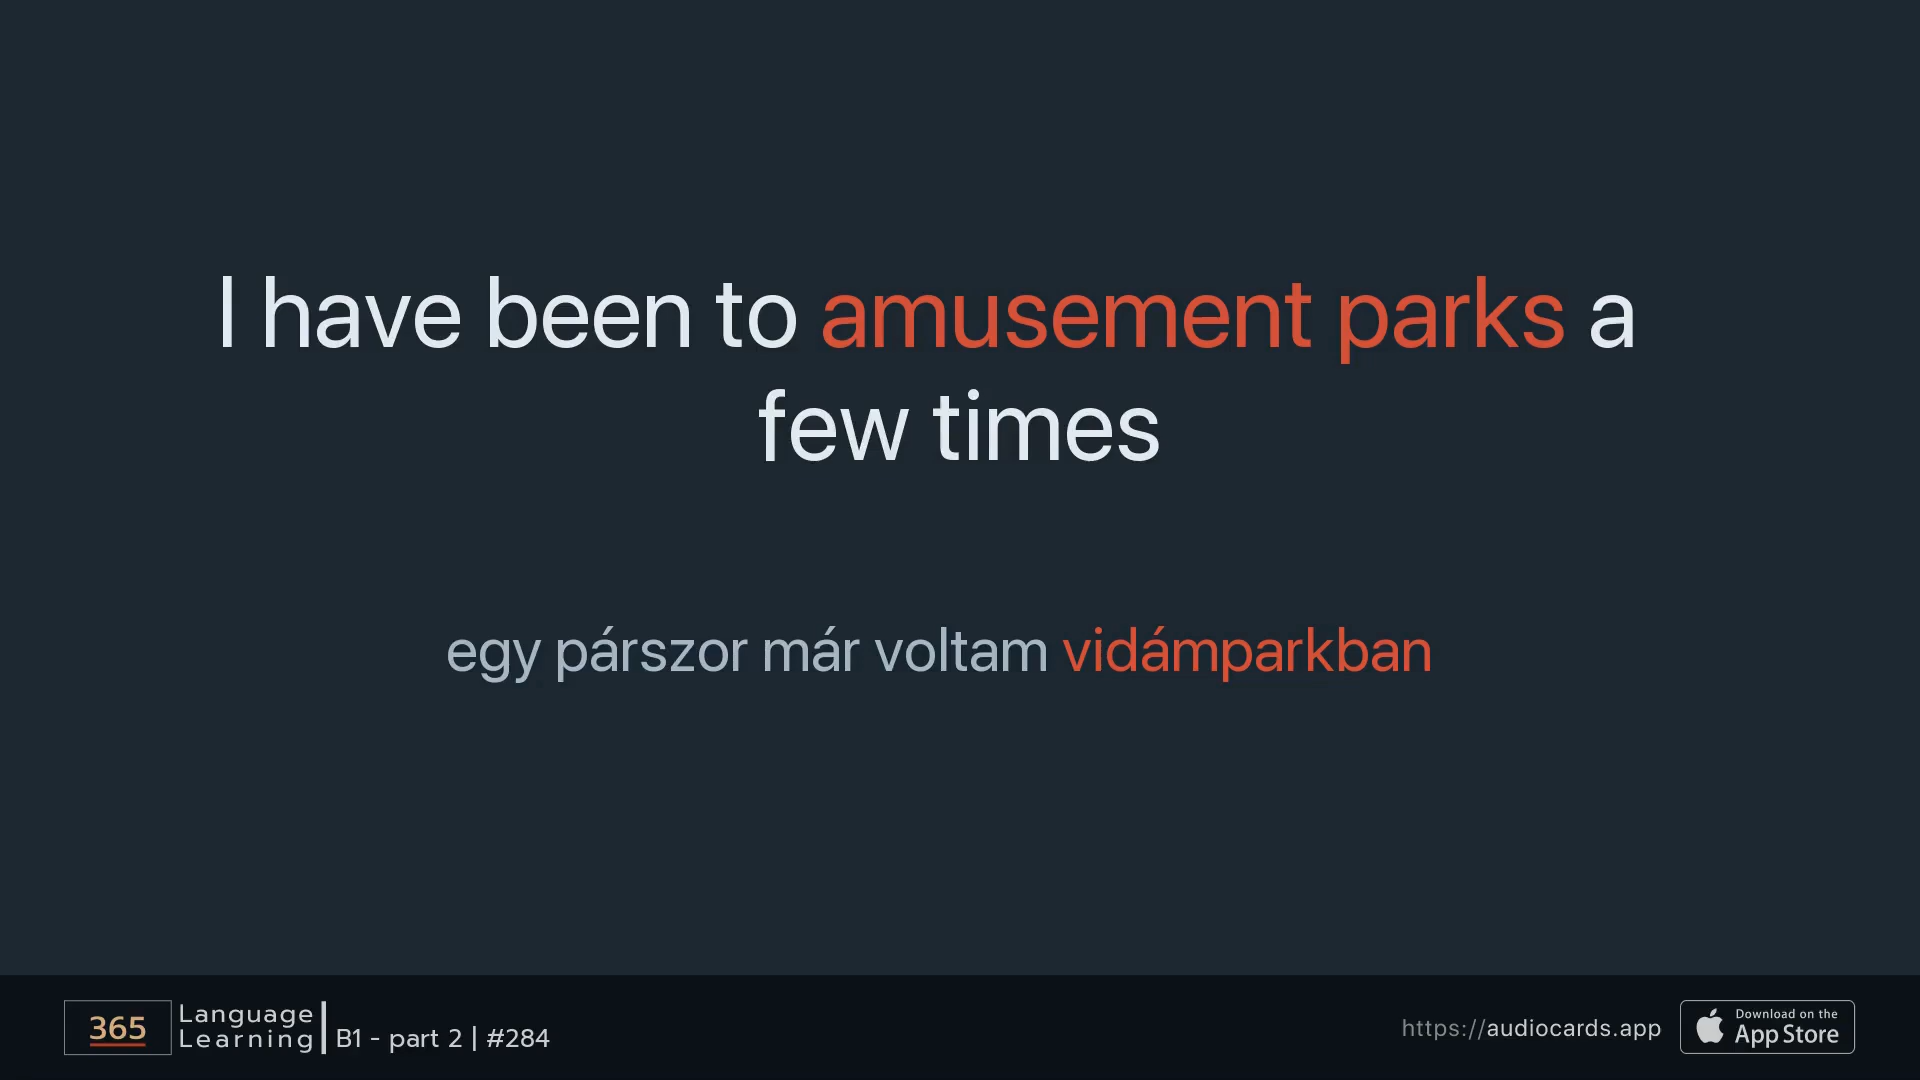 I have been to amusement parks a
few times
egy párszor már voltam vidámparkban
365
Language
Learning
B1 - part 2 | #284
https://audiocards.app
Download on the
App Store